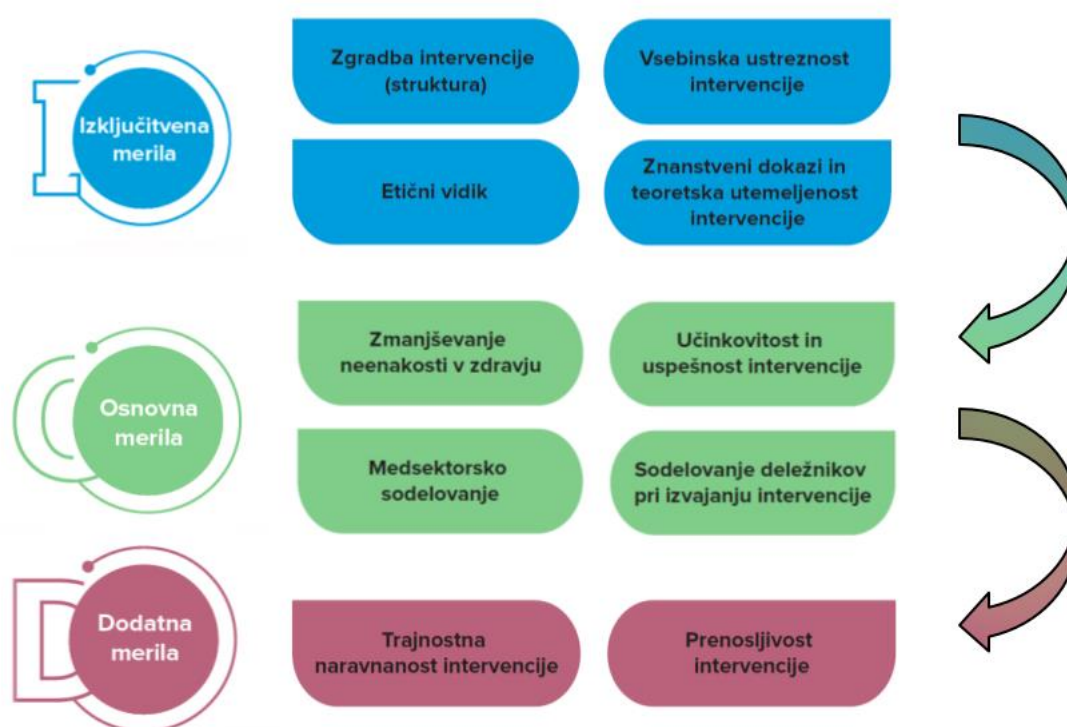 I
Izključitvena
merila
Zgradba intervencije
(struktura)
Vsebinska ustreznost
intervencije
Etični vidik
Znanstveni dokazi in
teoretska utemeljenost
intervencije
O
Osnovna
merila
Zmanjševanje
neenakosti v zdravju
Učinkovitost in
uspešnost intervencije
Medsektorsko
sodelovanje
Sodelovanje deležnikov
pri izvajanju intervencije
D
Dodatna
merila
Trajnostna
naravnanost intervencije
Prenosljivost
intervencije